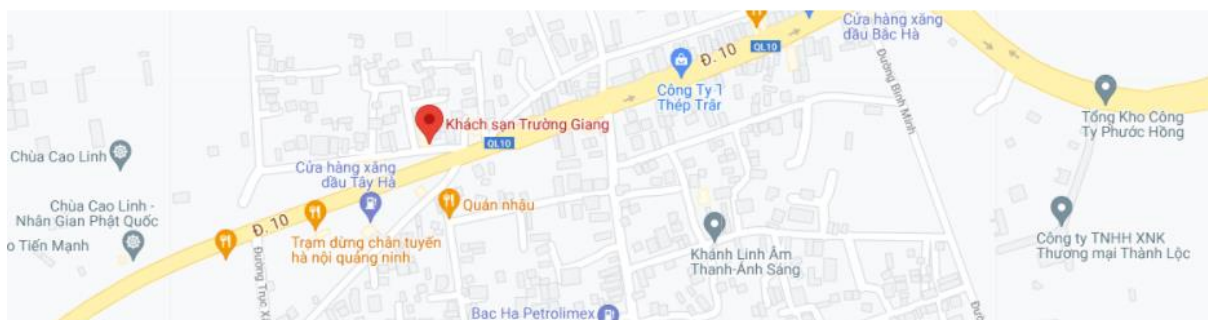 Cửa hàng xăng
dầu Bắc Hà
QL10
Đ. 10
Công Ty T
Thép Trân
Đường Bình Minh
Tổng Kho Công
Ty Phước Hồng
Khách sạn Trường Giang
QL10
Chùa Cao Linh
Cửa hàng xăng
dầu Tây Hà
Chùa Cao Linh -
Nhân Gian Phật Quốc
Quán nhậu
Đ. 10
o Tiến Mạnh
Trạm dừng chân tuyến
hà nội quảng ninh
Khánh Linh Âm
Thanh-Ánh Sáng
Công ty TNHH XNK
Thương mại Thành Lộc
Đường Trục X
Bac Ha Petrolimex